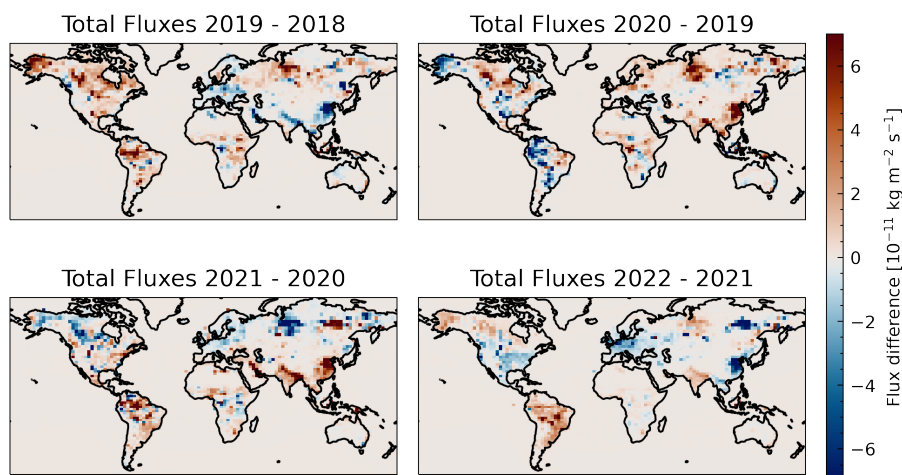 Total Fluxes 2019 - 2018
Total Fluxes 2020 - 2019
Total Fluxes 2021 - 2020
Total Fluxes 2022 - 2021
6
4
2
0
−2
−4
−6
Flux difference [10⁻¹¹ kg m⁻² s⁻¹]